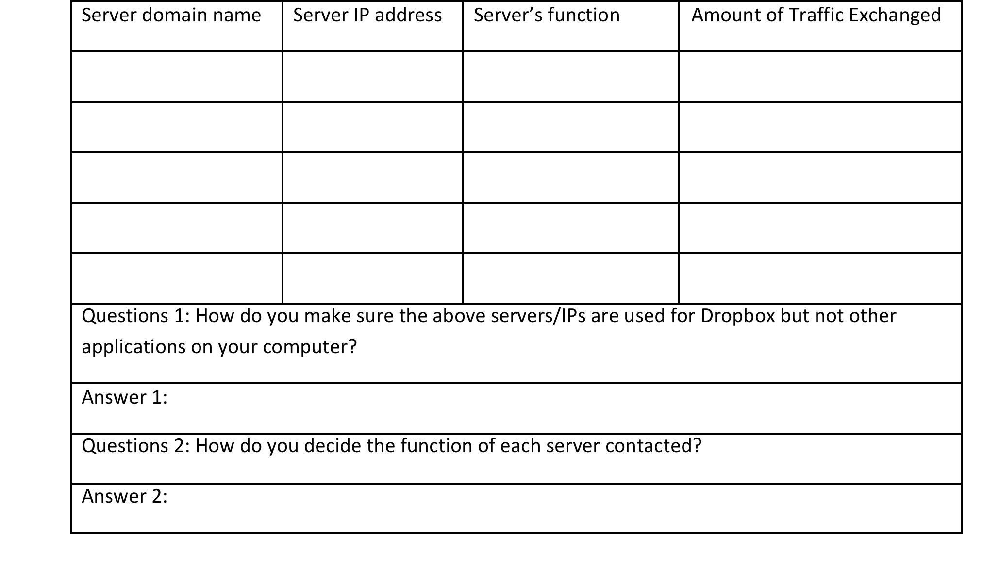 Server domain name
Server IP address
Server’s function
Amount of Traffic Exchanged
Questions 1: How do you make sure the above servers/IPs are used for Dropbox but not other
applications on your computer?
Answer 1:
Questions 2: How do you decide the function of each server contacted?
Answer 2: